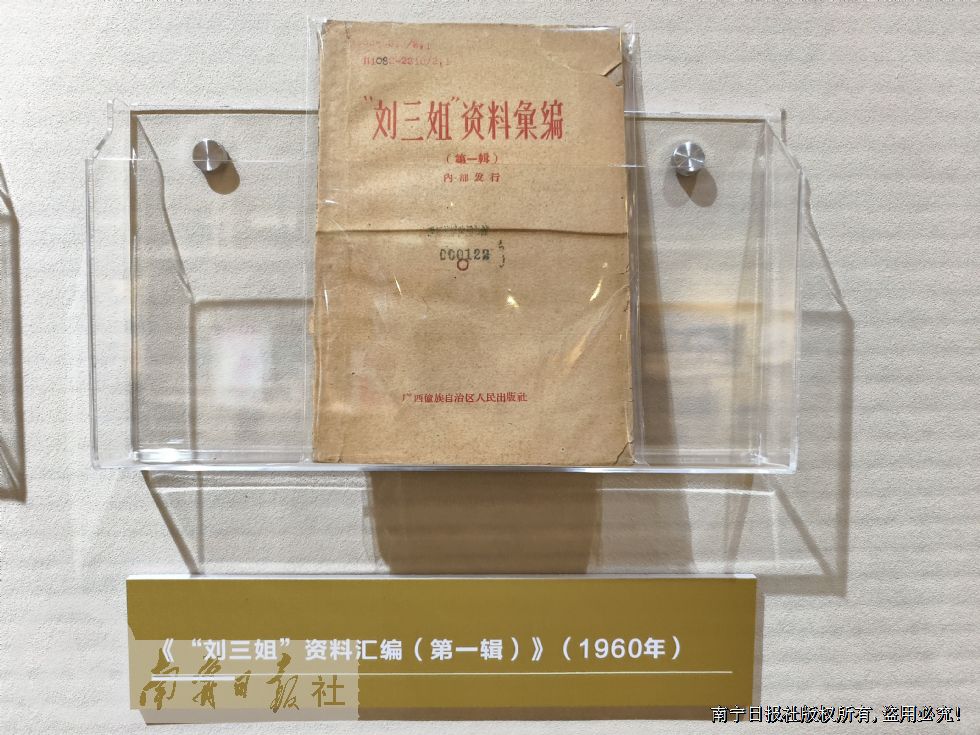 "刘三姐"资料彙编
（第一辑）
内部发行
000122
广西僮族自治区人民出版社
《“刘三姐”资料汇编（第一辑）》（1960年）
南宁日报社
南宁日报社版权所有,盗用必究!